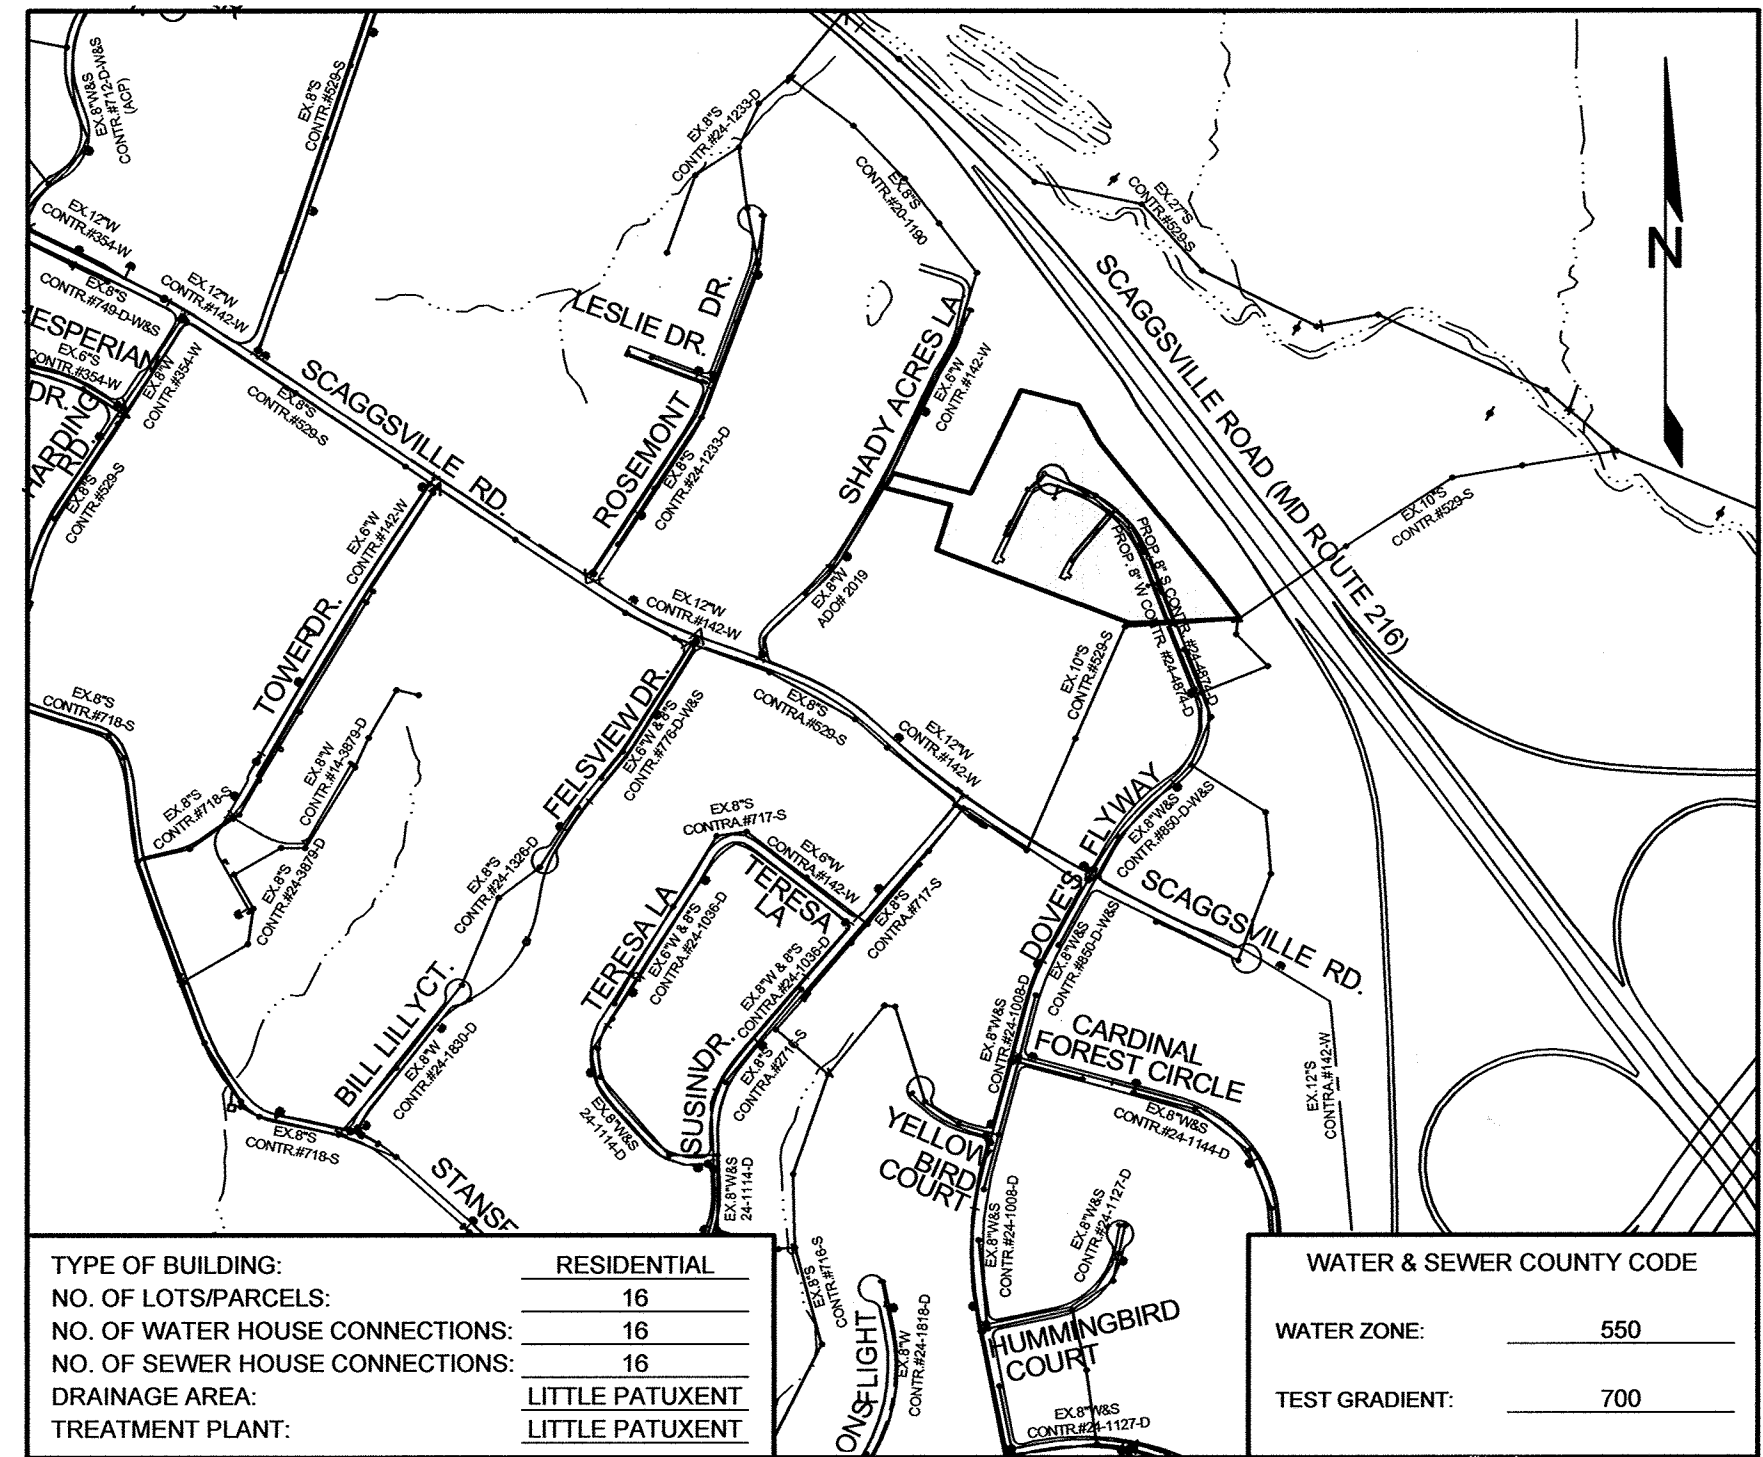 EX.8"W&S
CONTR.#712-D-W&S
(ACP)
EX.8"S
CONTR.#529-S
EX.8"S
CONTR.#24-1233-D
EX.8"S
CONTR.#20-1190
EX.27"S
CONTR.#529-S
N
EX.12"W
CONTR.#354-W
EX.8"S
CONTR.#749-D-W&S
EX.12"W
CONTR.#142-W
HESPERIAN
DR.
EX.6"S
CONTR.#354-W
EX.8"W
CONTR.#354-W
HARDING
RD.
EX.8"S
CONTR.#529-S
SCAGGSVILLE RD.
EX.8"S
CONTR.#529-S
LESLIE DR.
ROSEMONT DR.
EX.8"S
CONTR.#24-1233-D
SHADY ACRES LA
EX.6"W
CONTR.#142-W
SCAGGSVILLE ROAD (MD ROUTE 216)
EX.10"S
CONTR.#529-S
EX.6"W
CONTR.#142-W
TOWER DR.
EX.12"W
CONTR.#142-W
EX.8"W
ADO# 2019
PROP. 8" S CONTR. #24-4874-D
PROP. 8" W CONTR. #24-4874-D
EX.10"S
CONTR.#529-S
EX.8"S
CONTR.#718-S
EX.8"W
CONTR.#14-3879-D
FELSVIEW DR.
EX.6"W & 8"S
CONTR.#776-D-W&S
EX.8"S
CONTRA.#529-S
EX.12"W
CONTR.#142-W
EX.8"S
CONTR.#718-S
EX.8"S
CONTR.#24-3879-D
EX.8"S
CONTR.#24-1326-D
EX.8"S
CONTRA.#717-S
EX.6"W
CONTRA.#142-W
TERESA
LA
TERESA LA
EX.6"W & 8"S
CONTRA.#24-1036-D
EX.8"W & 8"S
CONTRA.#24-1036-D
EX.8"S
CONTRA.#717-S
DOVE'S FLYWAY
EX.8"W&S
CONTR.#850-D-W&S
EX.8"W&S
CONTR.#850-D-W&S
SCAGGSVILLE RD.
BILL LILLY CT.
EX.8"W
CONTR.#24-1830-D
SUSIN DR.
EX.8"S
CONTRA.#2716-S
EX.8"W&S
CONTR.#24-1008-D
CARDINAL
FOREST CIRCLE
EX.8"W&S
CONTR.#24-1144-D
EX.12"S
CONTRA.#142-W
EX.8"S
CONTR.#718-S
EX.8"W&S
24-1114-D
EX.8"W&S
24-1114-D
YELLOW
BIRD
COURT
EX.8"W&S
CONTR.#24-1008-D
EX.8"W&S
CONTR.#24-1127-D
EX.8"S
CONTR.#716-S
EX.8"W
CONTR.#24-1818-D
HUMMINGBIRD
COURT
EX.8"W&S
CONTR.#24-1127-D
TYPE OF BUILDING: RESIDENTIAL
NO. OF LOTS/PARCELS: 16
NO. OF WATER HOUSE CONNECTIONS: 16
NO. OF SEWER HOUSE CONNECTIONS: 16
DRAINAGE AREA: LITTLE PATUXENT
TREATMENT PLANT: LITTLE PATUXENT
WATER & SEWER COUNTY CODE
WATER ZONE: 550
TEST GRADIENT: 700